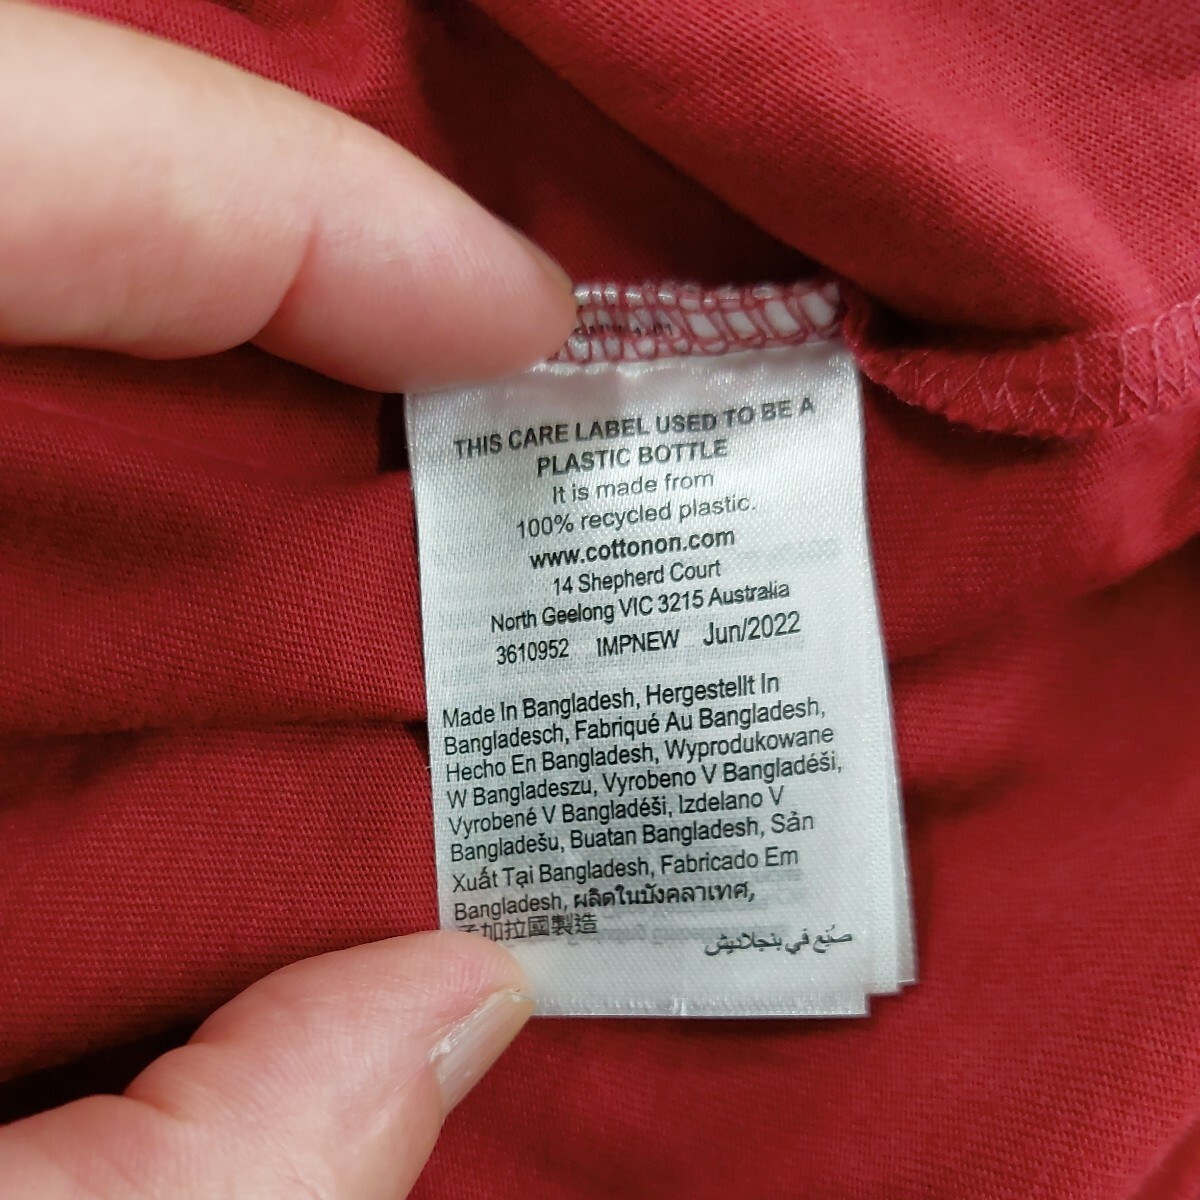 THIS CARE LABEL USED TO BE A
PLASTIC BOTTLE
It is made from
100% recycled plastic.
www.cottonon.com
14 Shepherd Court
North Geelong VIC 3215 Australia
3610952 IMPNEW Jun/2022
Made In Bangladesh, Hergestellt In
Bangladesch, Fabriqué Au Bangladesh,
Hecho En Bangladesh, Wyprodukowane
W Bangladeszu, Vyrobeno V Bangladéši,
Vyrobené V Bangladéši, Izdelano V
Bangladešu, Buatan Bangladesh, Sản
Xuất Tại Bangladesh, Fabricado Em
Bangladesh, ผลิตในบังคลาเทศ,
孟加拉國製造
صُنِع في بنجلاديش